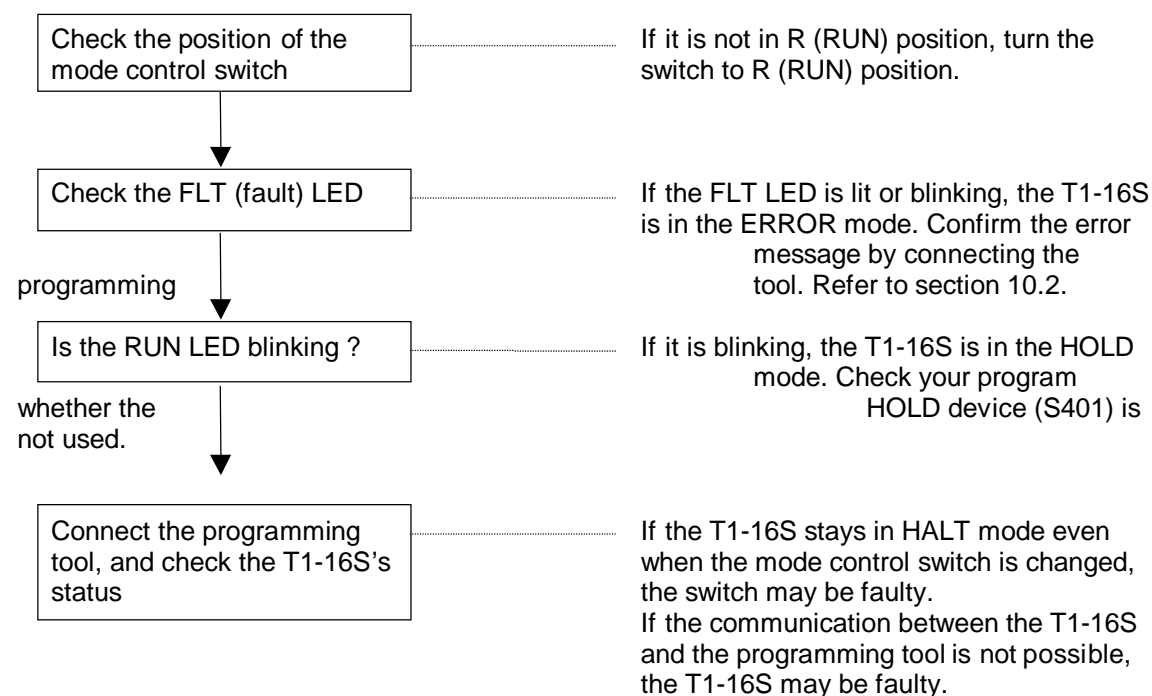 Check the position of the
mode control switch
If it is not in R (RUN) position, turn the
switch to R (RUN) position.
Check the FLT (fault) LED
If the FLT LED is lit or blinking, the T1-16S
is in the ERROR mode. Confirm the error
message by connecting the
programming
tool. Refer to section 10.2.
Is the RUN LED blinking ?
If it is blinking, the T1-16S is in the HOLD
mode. Check your program
whether the
HOLD device (S401) is
not used.
Connect the programming
tool, and check the T1-16S's
status
If the T1-16S stays in HALT mode even
when the mode control switch is changed,
the switch may be faulty.
If the communication between the T1-16S
and the programming tool is not possible,
the T1-16S may be faulty.